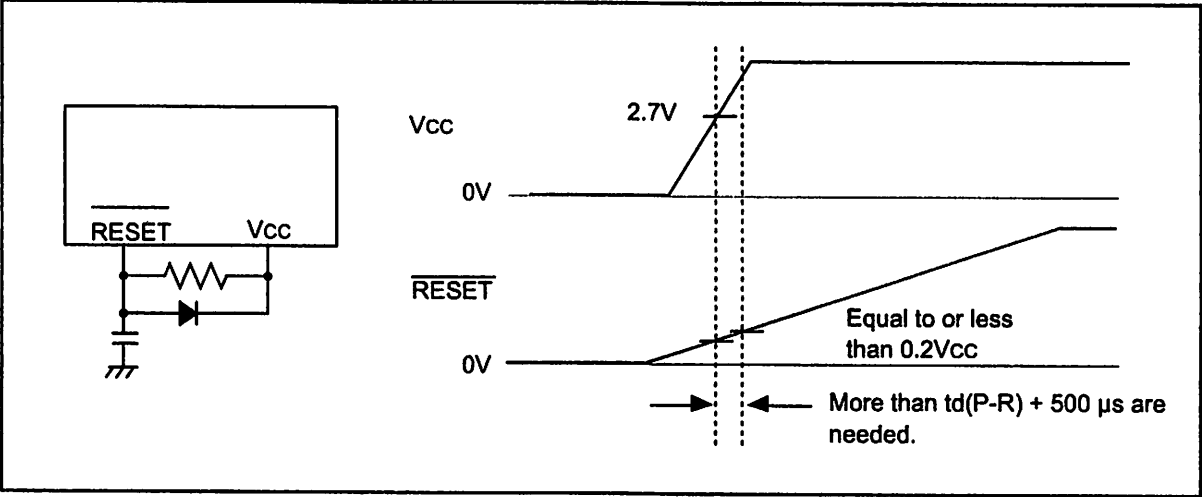 RESET
Vcc
Vcc
2.7V
0V
RESET
0V
Equal to or less
than 0.2Vcc
More than td(P-R) + 500 µs are
needed.